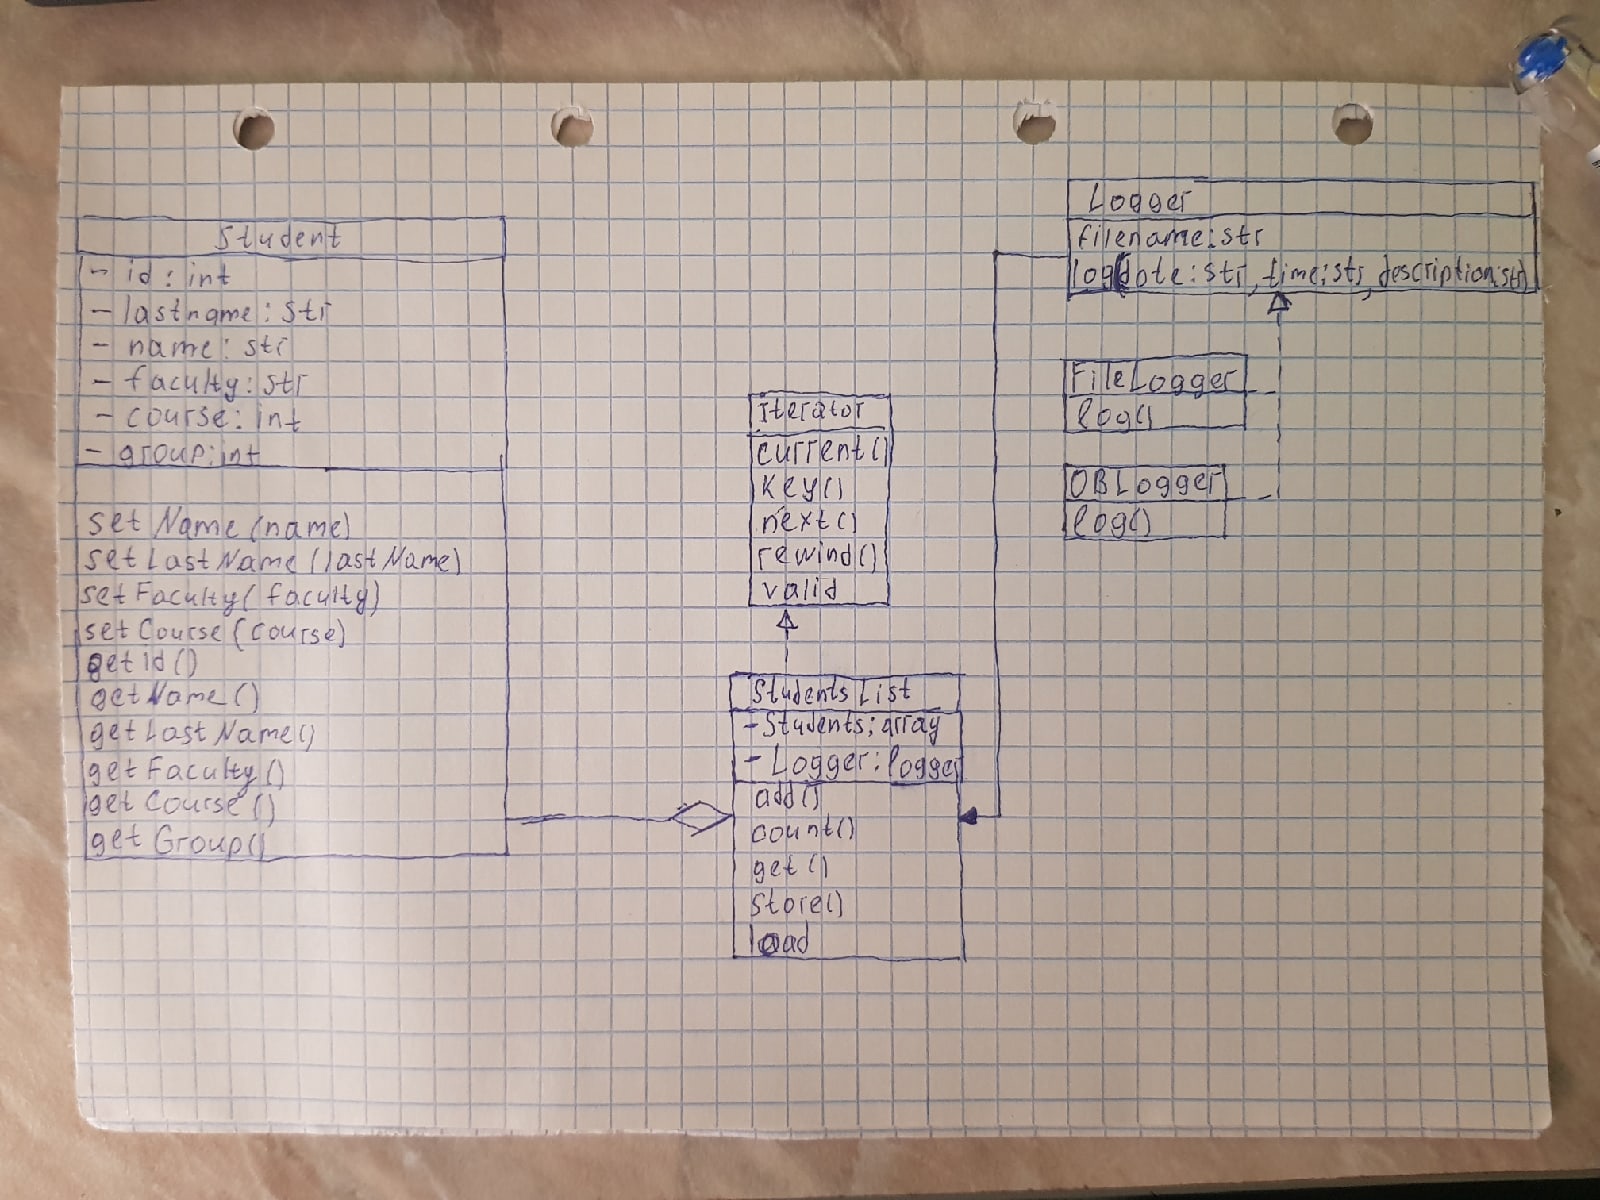 Student
- id: int
- lastname: str
- name: str
- faculty: str
- course: int
- group: int
set Name (name)
set Last Name (last Name)
set Faculty( faculty)
set Course (course)
get id ()
get Name ()
get Last Name()
get Faculty ()
get Course ()
get Group()
iterator
current()
Key()
next()
rewind()
valid
Students List
- Students: array
- Logger: logger
add()
count()
get ()
Store()
load
Logger
filename: str
log(date: str, time: str, description: str)
FileLogger
log()
OBLogger
log()